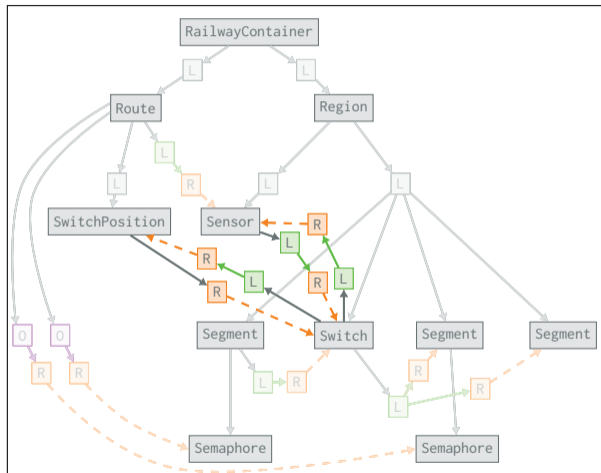 RailwayContainer
L L
Route Region
L
L R L L
SwitchPosition Sensor
R
L
R L R L
R
O O Segment Switch Segment Segment
R R L R R R
L
Semaphore Semaphore